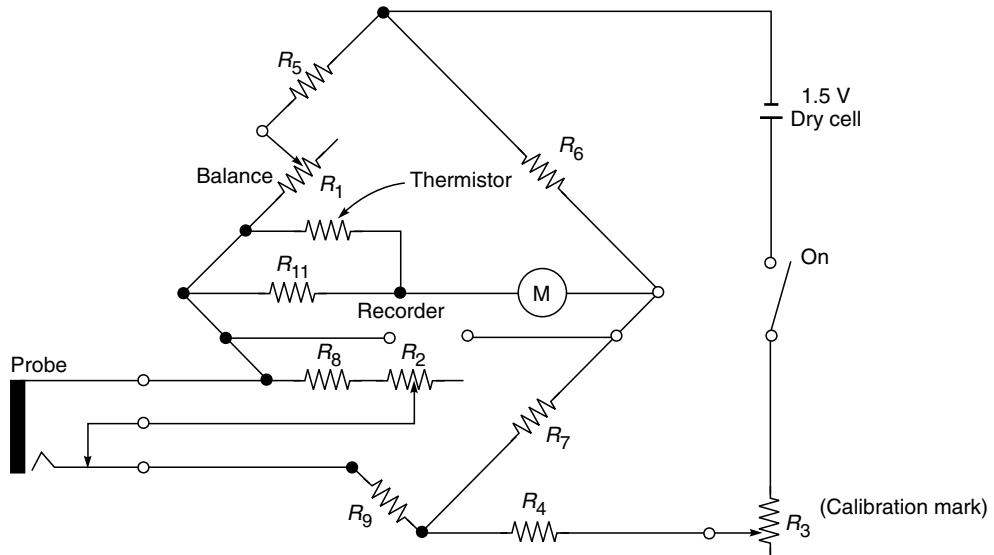 R5
1.5 V
Dry cell
R6
Balance
R1
Thermistor
On
R11
M
Recorder
Probe
R8
R2
R7
R9
R4
R3
(Calibration mark)